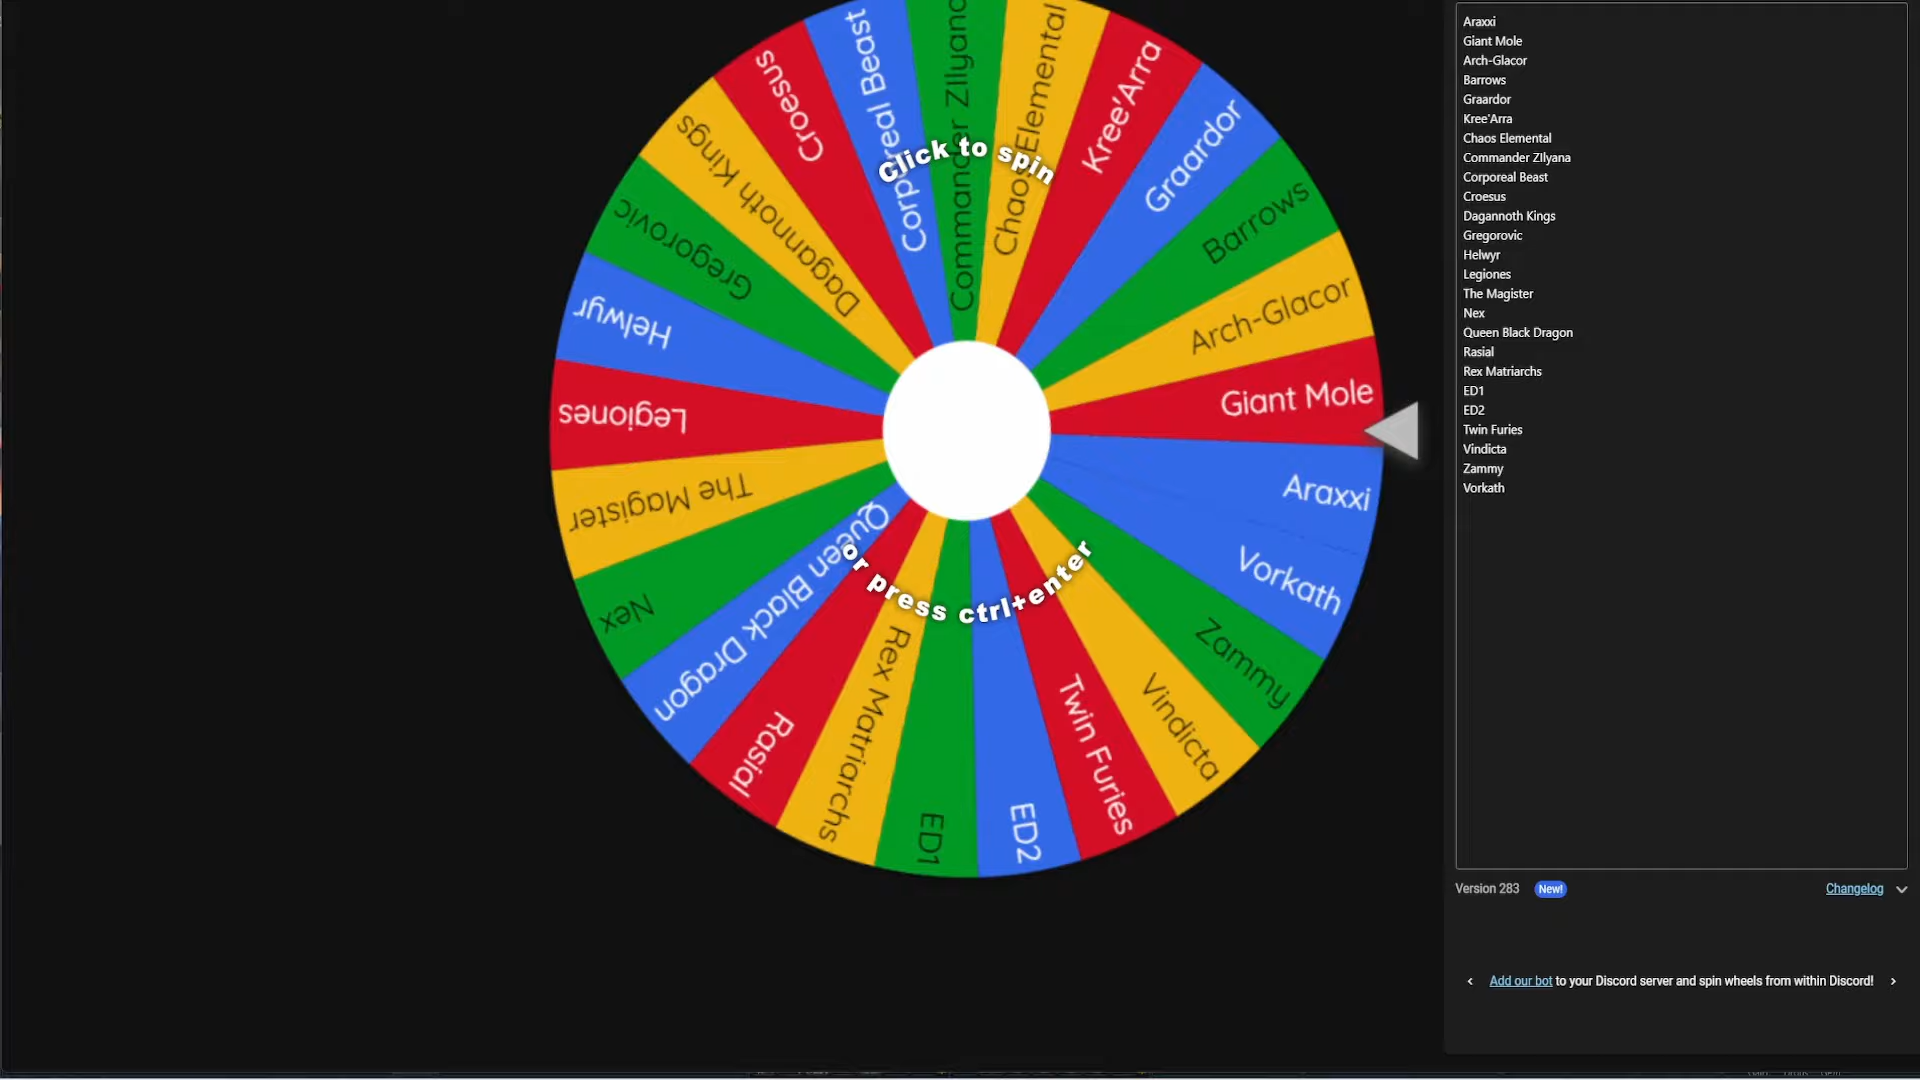 Click to spin
or press ctrl+enter
Corporeal Beast
Commander ZIlyana
Chaos Elemental
Kree'Arra
Graardor
Barrows
Arch-Glacor
Giant Mole
Araxxi
Vorkath
Zammy
Vindicta
Twin Furies
ED2
ED1
Rex Matriarchs
Rasial
Queen Black Dragon
Nex
The Magister
Legiones
Helwyr
Gregorovic
Dagannoth Kings
Croesus
Araxxi
Giant Mole
Arch-Glacor
Barrows
Graardor
Kree'Arra
Chaos Elemental
Commander ZIlyana
Corporeal Beast
Croesus
Dagannoth Kings
Gregorovic
Helwyr
Legiones
The Magister
Nex
Queen Black Dragon
Rasial
Rex Matriarchs
ED1
ED2
Twin Furies
Vindicta
Zammy
Vorkath
Version 283 New! Changelog
Add our bot to your Discord server and spin wheels from within Discord!